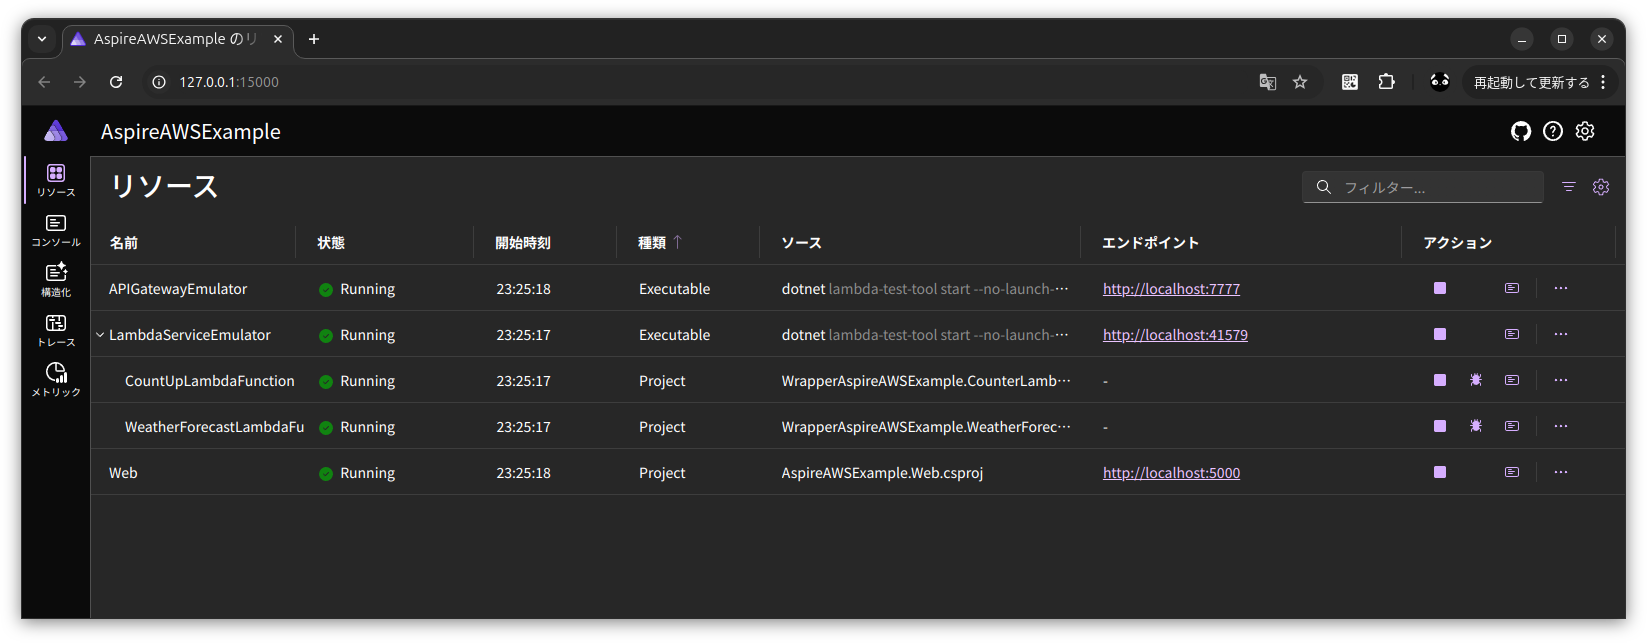 AspireAWSExample のリ
127.0.0.1:15000
再起動して更新する
AspireAWSExample
リソース
コンソール
構造化
トレース
メトリック
リソース
フィルター...
名前 状態 開始時刻 種類 ソース エンドポイント アクション
APIGatewayEmulator Running 23:25:18 Executable dotnet lambda-test-tool start --no-launch-… http://localhost:7777
LambdaServiceEmulator Running 23:25:17 Executable dotnet lambda-test-tool start --no-launch-… http://localhost:41579
CountUpLambdaFunction Running 23:25:17 Project WrapperAspireAWSExample.CounterLamb… -
WeatherForecastLambdaFu Running 23:25:17 Project WrapperAspireAWSExample.WeatherForec… -
Web Running 23:25:18 Project AspireAWSExample.Web.csproj http://localhost:5000